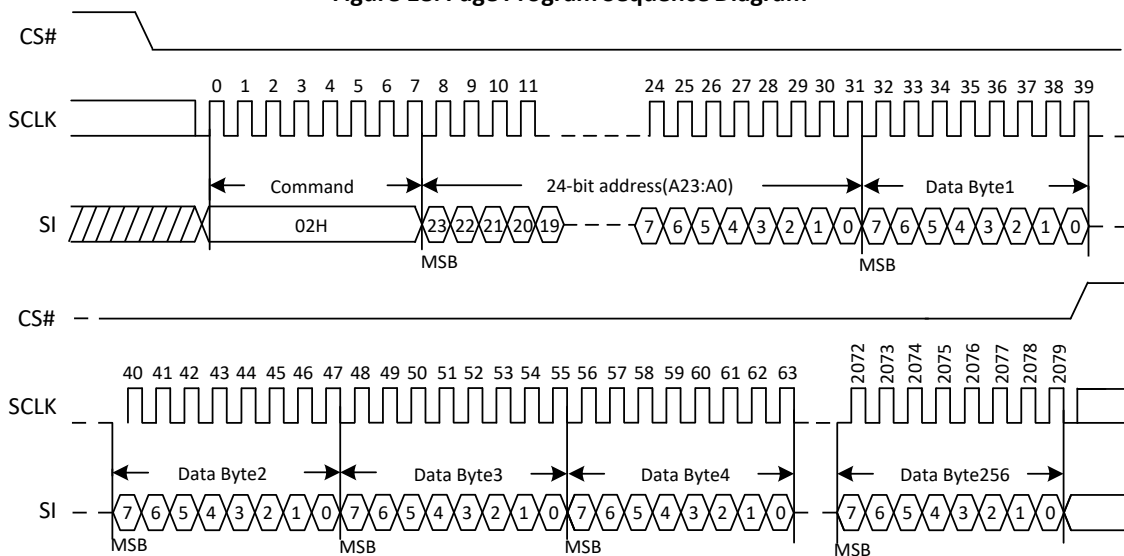 CS#
0 1 2 3 4 5 6 7 8 9 10 11 24 25 26 27 28 29 30 31 32 33 34 35 36 37 38 39
SCLK
Command 24-bit address(A23:A0) Data Byte1
SI 02H 23 22 21 20 19 7 6 5 4 3 2 1 0 7 6 5 4 3 2 1 0
MSB MSB
CS#
40 41 42 43 44 45 46 47 48 49 50 51 52 53 54 55 56 57 58 59 60 61 62 63 2072 2073 2074 2075 2076 2077 2078 2079
SCLK
Data Byte2 Data Byte3 Data Byte4 Data Byte256
SI 7 6 5 4 3 2 1 0 7 6 5 4 3 2 1 0 7 6 5 4 3 2 1 0 7 6 5 4 3 2 1 0
MSB MSB MSB MSB